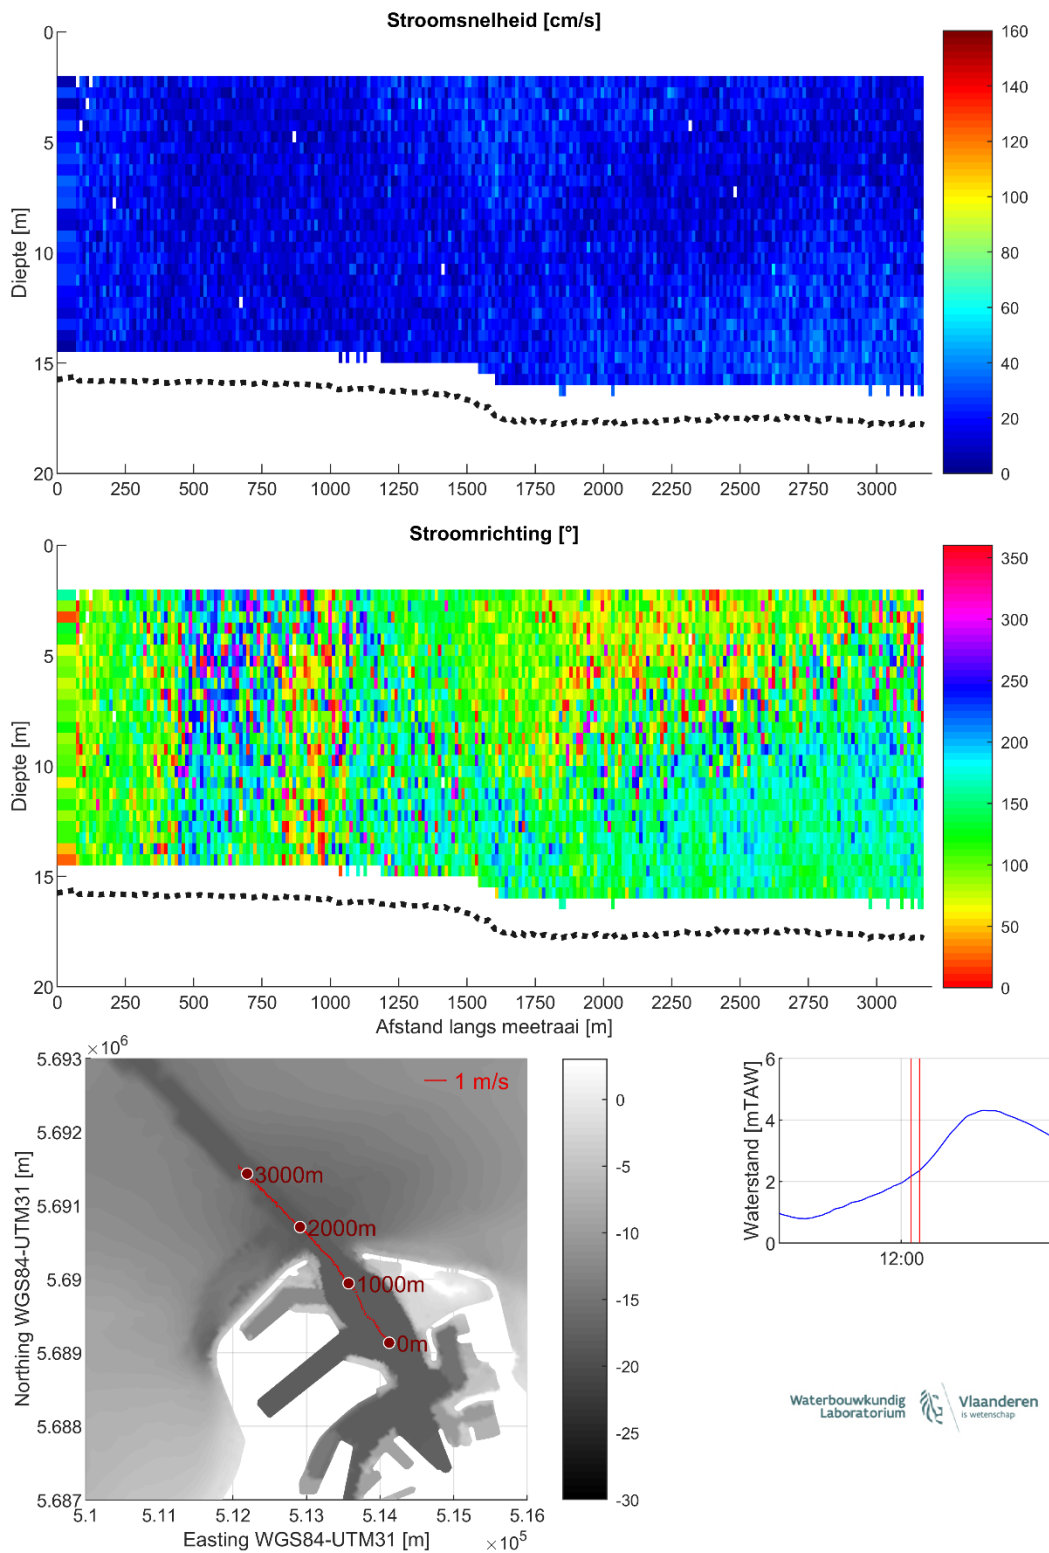 Stroomsnelheid [cm/s]
0
5
10
15
20
Diepte [m]
0 250 500 750 1000 1250 1500 1750 2000 2250 2500 2750 3000
160
140
120
100
80
60
40
20
0
Stroomrichting [°]
0
5
10
15
20
Diepte [m]
0 250 500 750 1000 1250 1500 1750 2000 2250 2500 2750 3000
Afstand langs meetraai [m]
350
300
250
200
150
100
50
0
×10⁶
5.693
5.692
5.691
5.69
5.689
5.688
5.687
Northing WGS84-UTM31 [m]
1 m/s
3000m
2000m
1000m
0m
5.1 5.12 5.13 5.14 5.15 5.16
Easting WGS84-UTM31 [m]
×10⁵
0
-5
-10
-15
-20
-25
-30
Waterstand [mTAW]
6
4
2
0
12:00
Waterbouwkundig
Laboratorium
Vlaanderen
is wetenschap